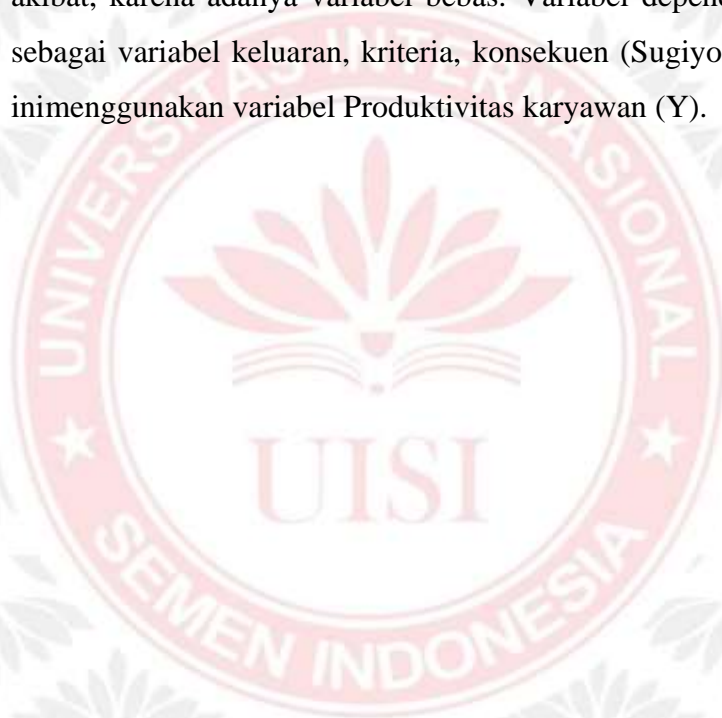 akibat, karena adanya variabel bebas. Variabel depend
sebagai variabel keluaran, kriteria, konsekuen (Sugiyo
inimenggunakan variabel Produktivitas karyawan (Y).
UNIVERSITAS INTERNASIONAL
UISI
SEMEN INDONESIA